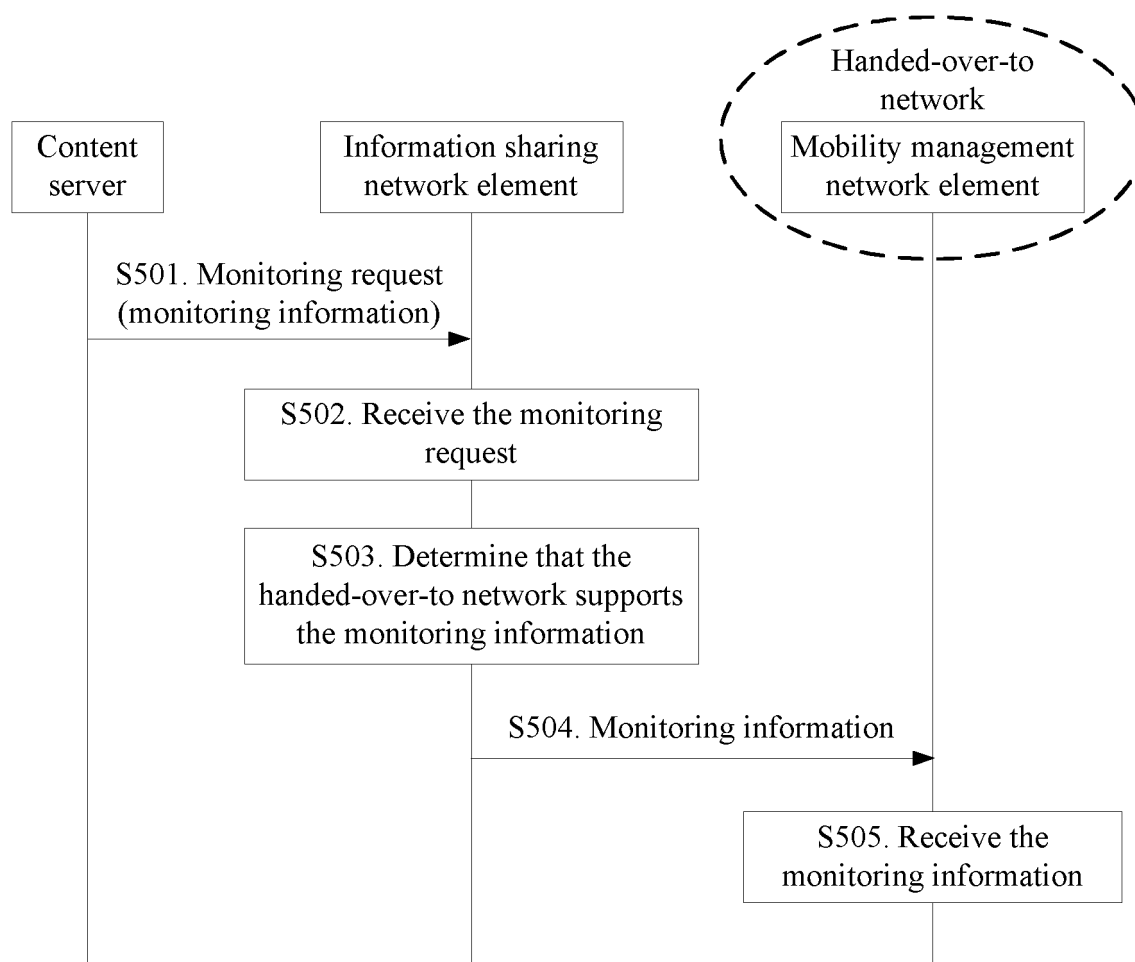 Handed-over-to
network
Content
server
Information sharing
network element
Mobility management
network element
S501. Monitoring request
(monitoring information)
S502. Receive the monitoring
request
S503. Determine that the
handed-over-to network supports
the monitoring information
S504. Monitoring information
S505. Receive the
monitoring information